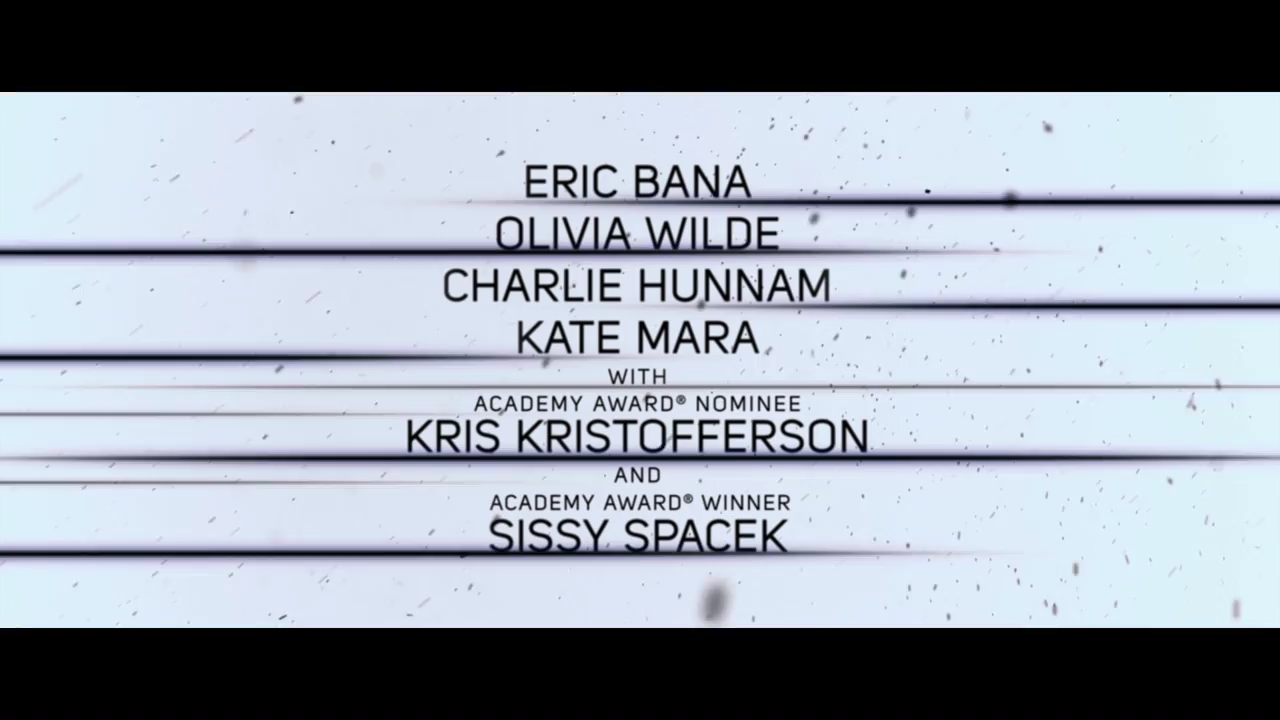 ERIC BANA
OLIVIA WILDE
CHARLIE HUNNAM
KATE MARA
WITH
ACADEMY AWARD® NOMINEE
KRIS KRISTOFFERSON
AND
ACADEMY AWARD® WINNER
SISSY SPACEK